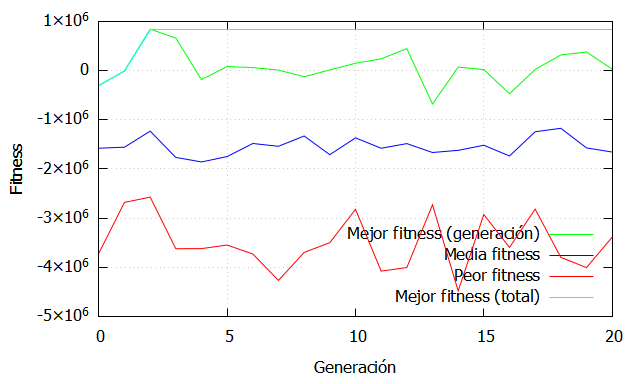 1×10⁶
0
-1×10⁶
-2×10⁶
-3×10⁶
-4×10⁶
-5×10⁶
Fitness
Mejor fitness (generación)
Media fitness
Peor fitness
Mejor fitness (total)
0 5 10 15 20
Generación